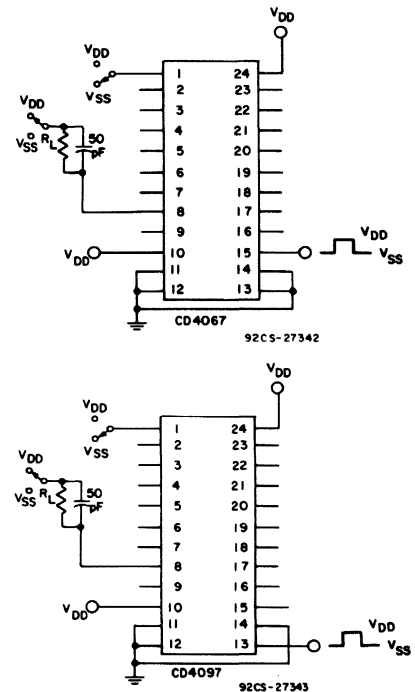 VDD
VDD
1 24
VSS
2 23
VDD
3 22
4 21
VSS RL 50 pF
5 20
6 19
7 18
8 17
9 16
VDD 10 15 VDD VSS
11 14
12 13
CD4067
92CS-27342
VDD
VDD
1 24
VSS
2 23
VDD
3 22
4 21
VSS RL 50 pF
5 20
6 19
7 18
8 17
9 16
VDD 10 15
11 14
12 13 VDD VSS
CD4097
92CS-27343